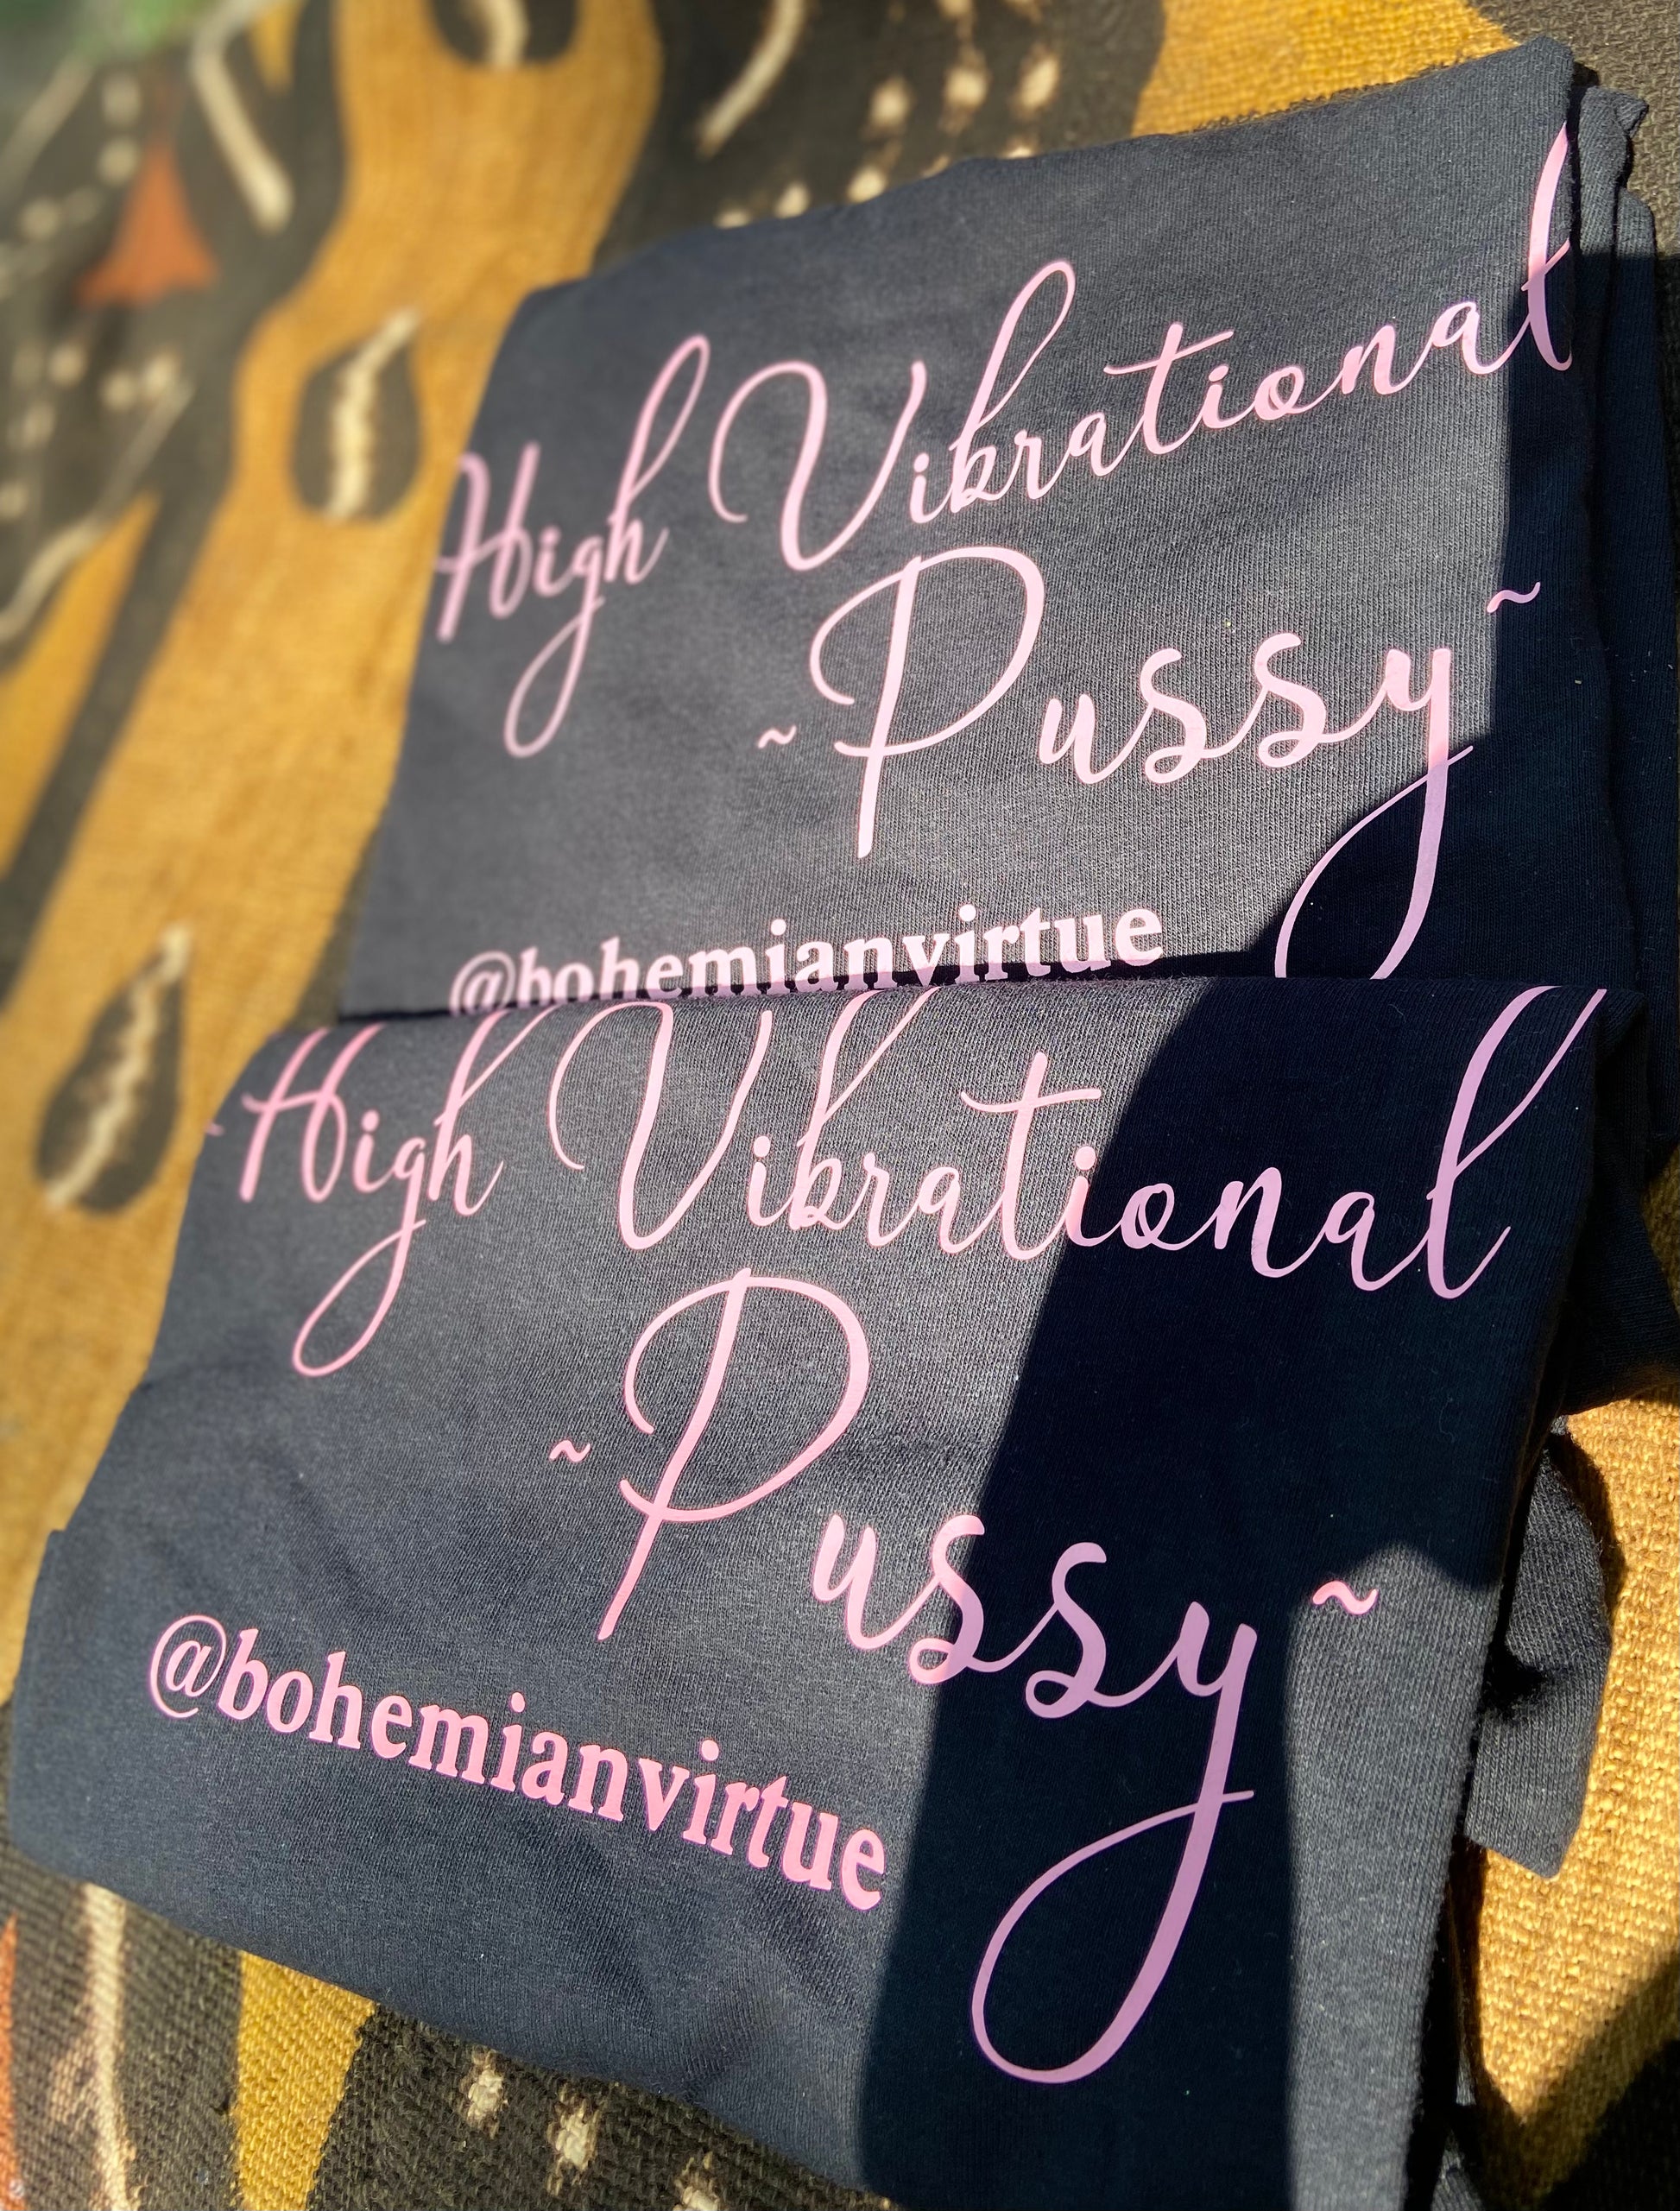 High Vibrational
~ Pussy ~
@bohemianvirtue
High Vibrational
~ Pussy ~
@bohemianvirtue